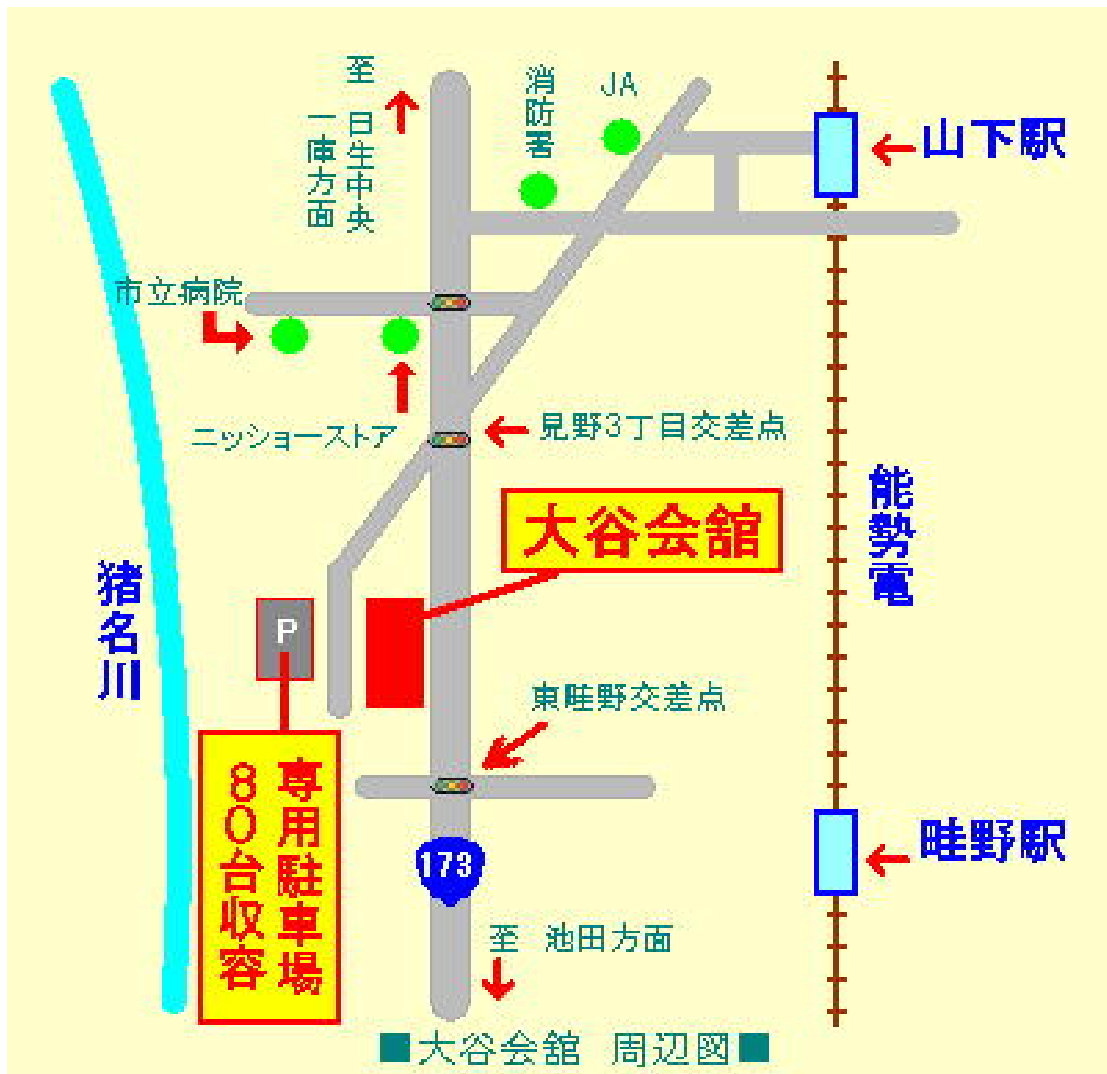 至 日生中央
一庫方面
消防署
JA
山下駅
市立病院
ニッショーストア
見野3丁目交差点
大谷会舘
能勢電
猪名川
P
東畦野交差点
専用駐車場
80台収容
173
畦野駅
至 池田方面
■大谷会舘 周辺図■